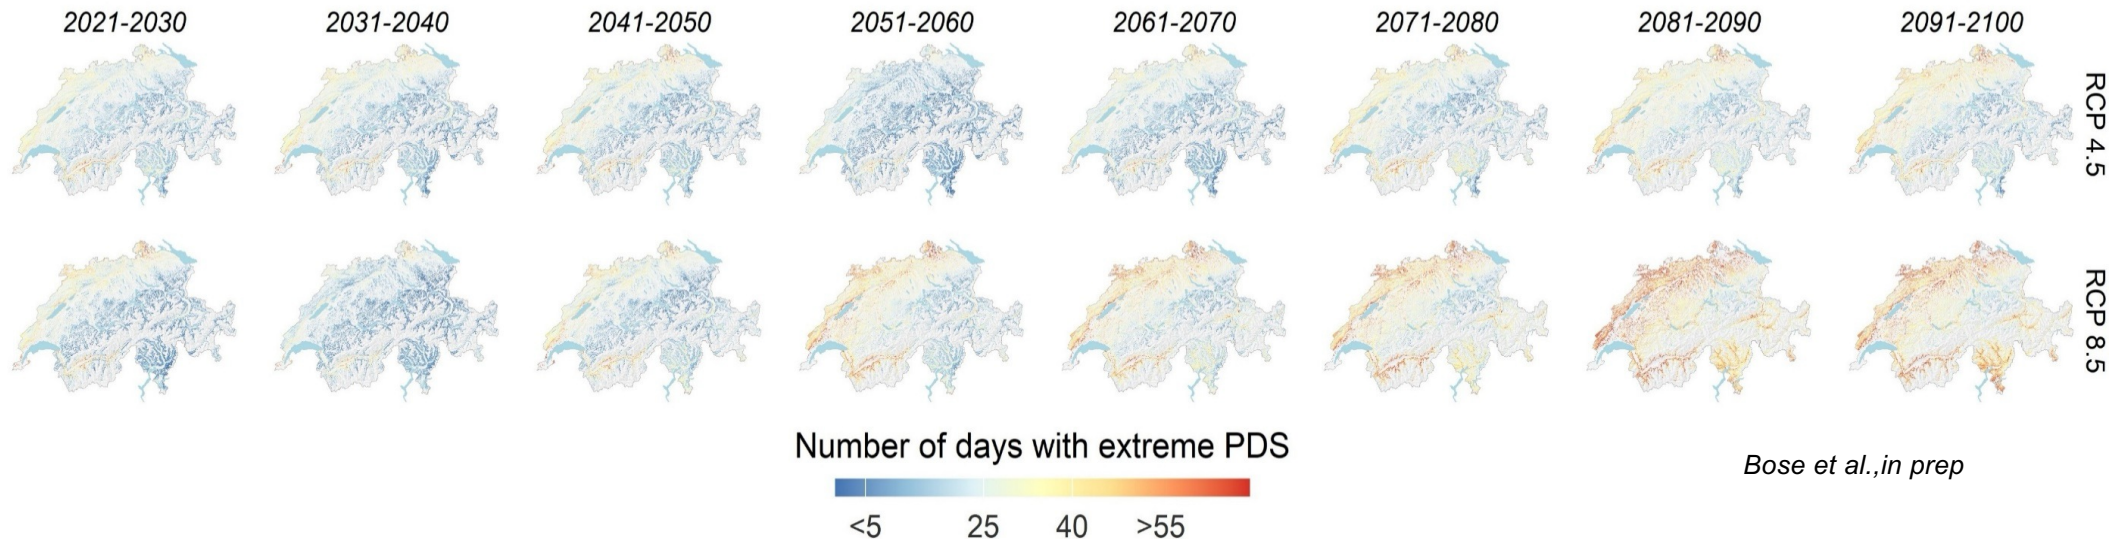 2021-2030 2031-2040 2041-2050 2051-2060 2061-2070 2071-2080 2081-2090 2091-2100
RCP 4.5
RCP 8.5
Number of days with extreme PDS
<5 25 40 >55
Bose et al.,in prep